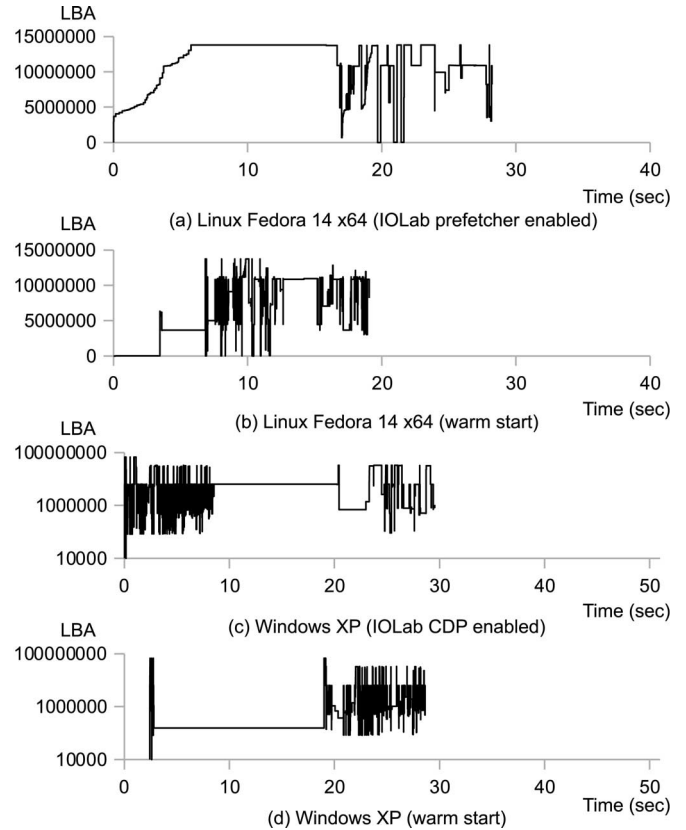 LBA
15000000
10000000
5000000
0
0 10 20 30 40
Time (sec)
(a) Linux Fedora 14 x64 (IOLab prefetcher enabled)
LBA
15000000
10000000
5000000
0
0 10 20 30 40
Time (sec)
(b) Linux Fedora 14 x64 (warm start)
LBA
100000000
1000000
10000
0 10 20 30 40 50
Time (sec)
(c) Windows XP (IOLab CDP enabled)
LBA
100000000
1000000
10000
0 10 20 30 40 50
Time (sec)
(d) Windows XP (warm start)